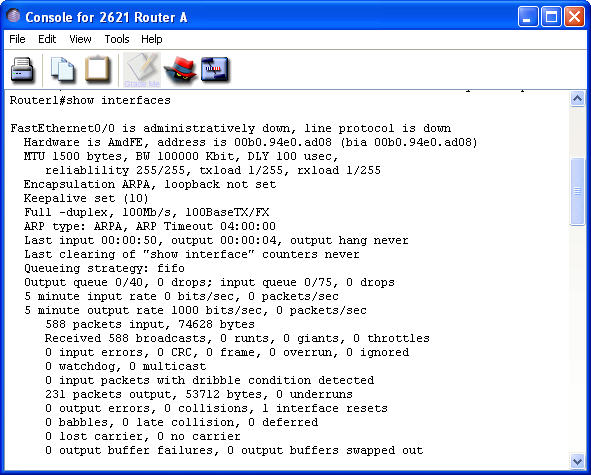 Console for 2621 Router A
File Edit View Tools Help
Grade Me
Router1#show interfaces
FastEthernet0/0 is administratively down, line protocol is down
Hardware is AmdFE, address is 00b0.94e0.ad08 (bia 00b0.94e0.ad08)
MTU 1500 bytes, BW 100000 Kbit, DLY 100 usec,
reliablility 255/255, txload 1/255, rxload 1/255
Encapsulation ARPA, loopback not set
Keepalive set (10)
Full -duplex, 100Mb/s, 100BaseTX/FX
ARP type: ARPA, ARP Timeout 04:00:00
Last input 00:00:50, output 00:00:04, output hang never
Last clearing of "show interface" counters never
Queueing strategy: fifo
Output queue 0/40, 0 drops; input queue 0/75, 0 drops
5 minute input rate 0 bits/sec, 0 packets/sec
5 minute output rate 1000 bits/sec, 0 packets/sec
588 packets input, 74628 bytes
Received 588 broadcasts, 0 runts, 0 giants, 0 throttles
0 input errors, 0 CRC, 0 frame, 0 overrun, 0 ignored
0 watchdog, 0 multicast
0 input packets with dribble condition detected
231 packets output, 53712 bytes, 0 underruns
0 output errors, 0 collisions, 1 interface resets
0 babbles, 0 late collision, 0 deferred
0 lost carrier, 0 no carrier
0 output buffer failures, 0 output buffers swapped out